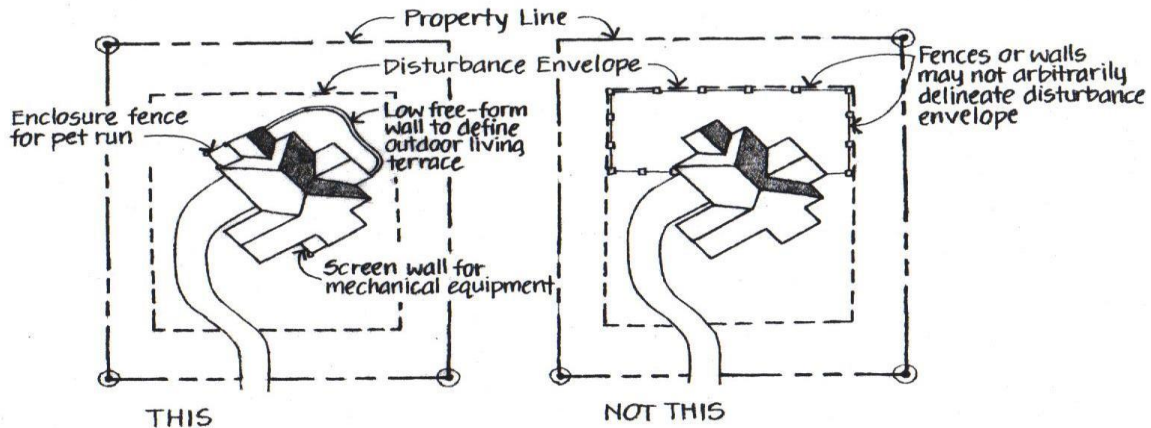 Property Line
Disturbance Envelope
Enclosure fence
for pet run
Low free-form
wall to define
outdoor living
terrace
Screen wall for
mechanical equipment
Fences or walls
may not arbitrarily
delineate disturbance
envelope
THIS
NOT THIS